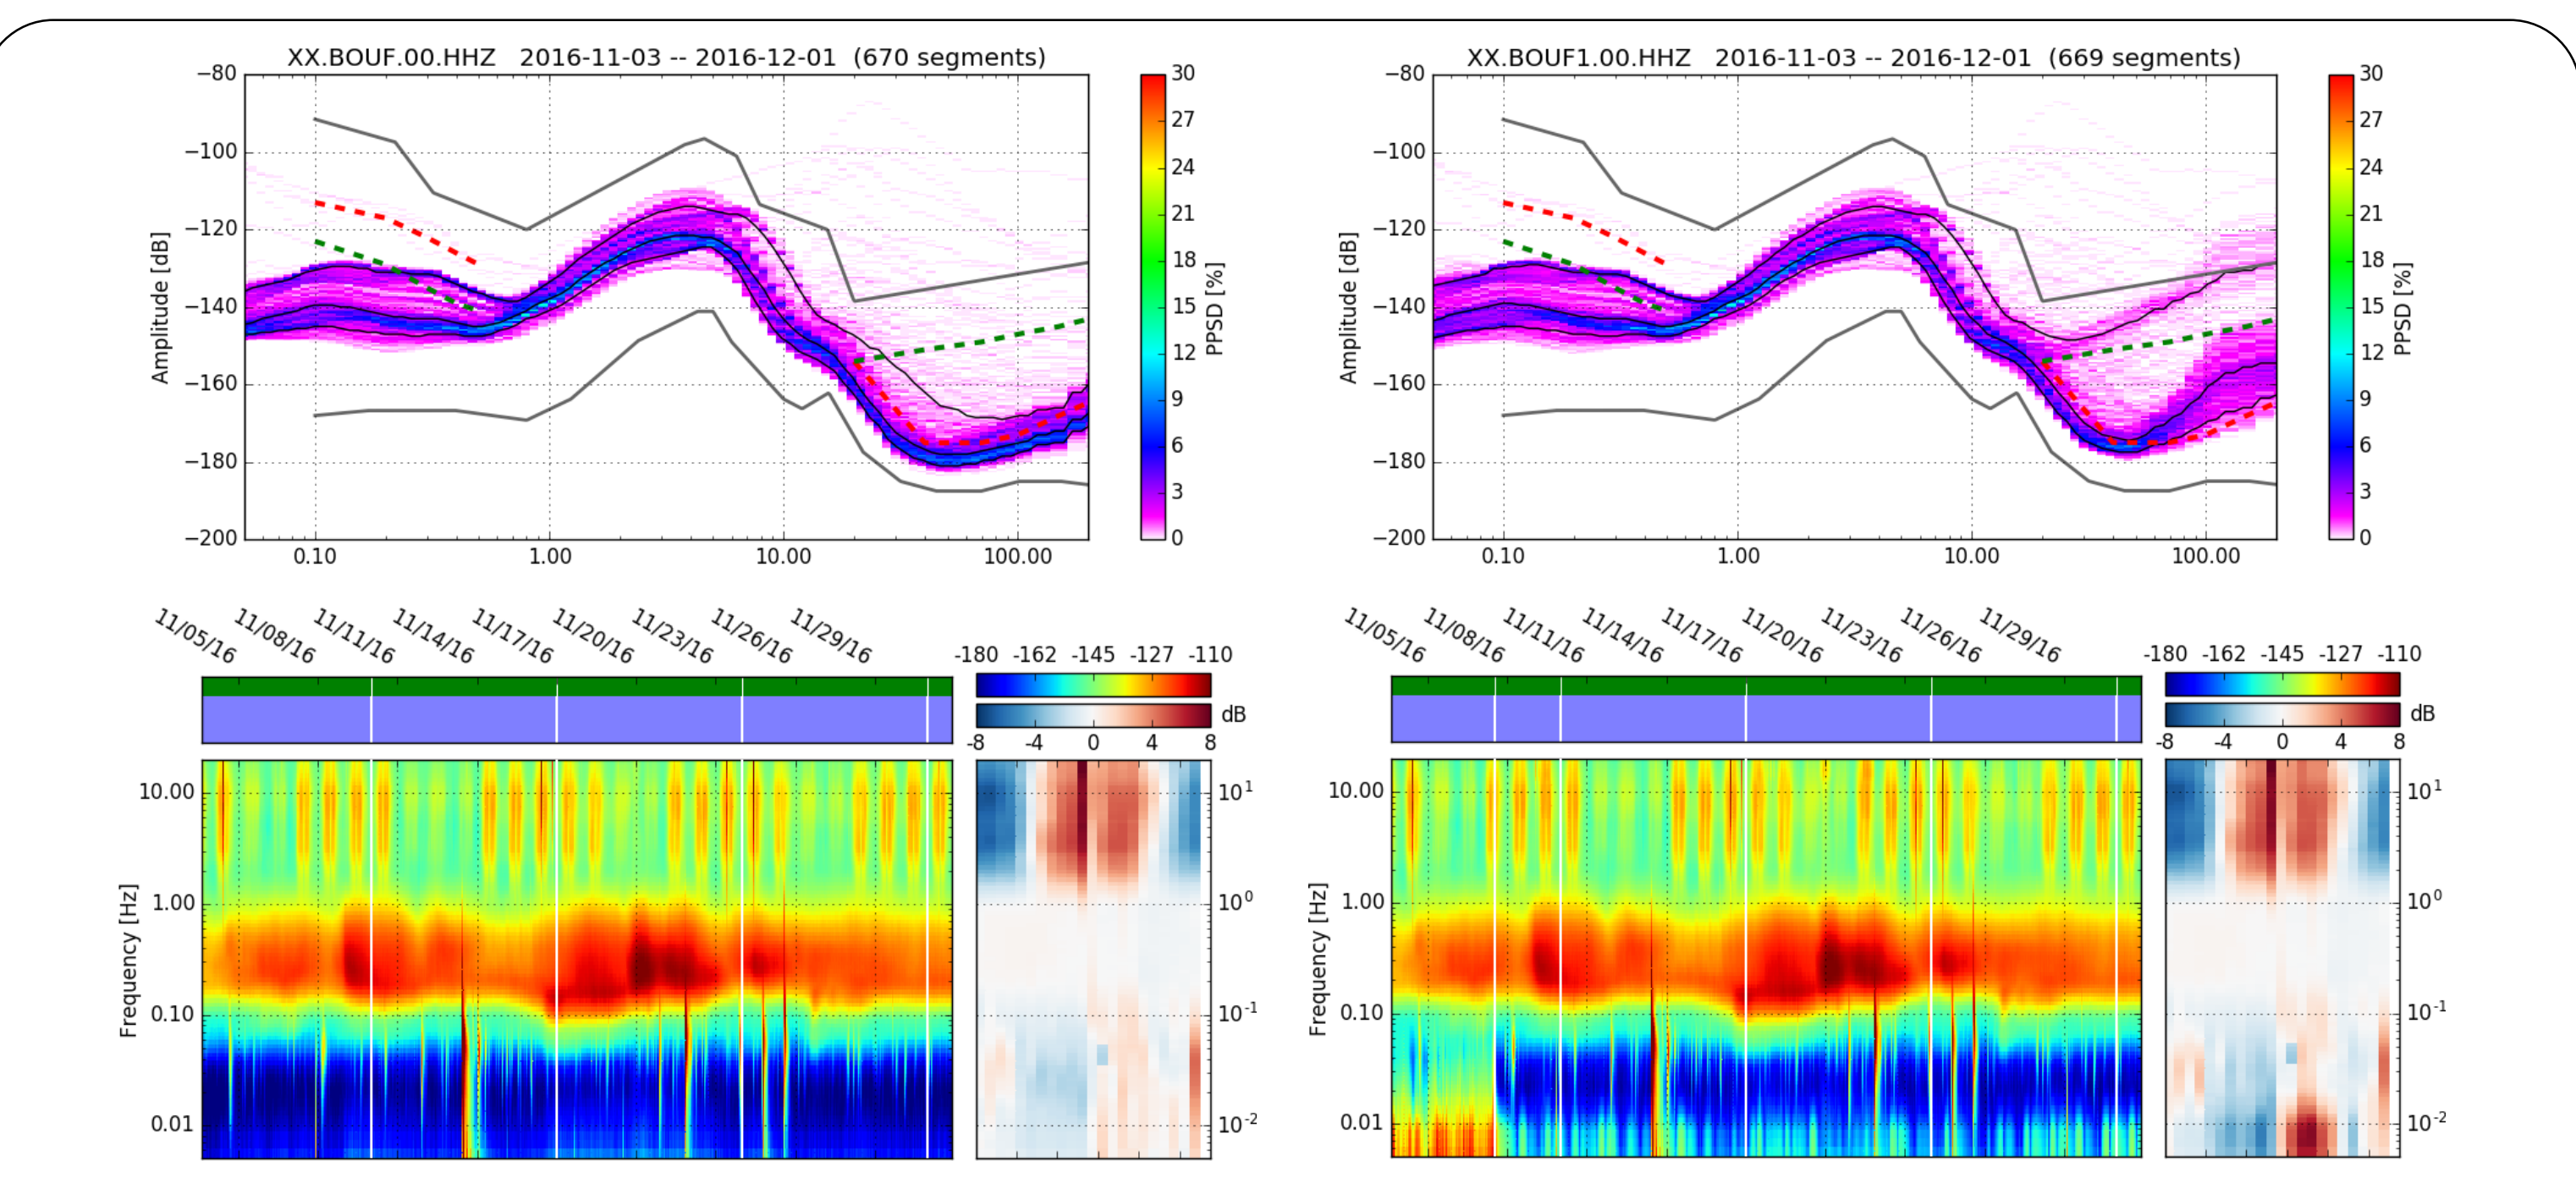 XX.BOUF.00.HHZ 2016-11-03 -- 2016-12-01 (670 segments)
−80
−100
−120
−140
−160
−180
−200
Amplitude [dB]
0.10 1.00 10.00 100.00
30
27
24
21
18
15
12
9
6
3
0
PPSD [%]
XX.BOUF1.00.HHZ 2016-11-03 -- 2016-12-01 (669 segments)
−80
−100
−120
−140
−160
−180
−200
Amplitude [dB]
0.10 1.00 10.00 100.00
30
27
24
21
18
15
12
9
6
3
0
PPSD [%]
11/05/16 11/08/16 11/11/16 11/14/16 11/17/16 11/20/16 11/23/16 11/26/16 11/29/16
-180 -162 -145 -127 -110
dB
-8 -4 0 4 8
10.00
1.00
0.10
0.01
Frequency [Hz]
10¹
10⁰
10⁻¹
10⁻²
11/05/16 11/08/16 11/11/16 11/14/16 11/17/16 11/20/16 11/23/16 11/26/16 11/29/16
-180 -162 -145 -127 -110
dB
-8 -4 0 4 8
10.00
1.00
0.10
0.01
Frequency [Hz]
10¹
10⁰
10⁻¹
10⁻²